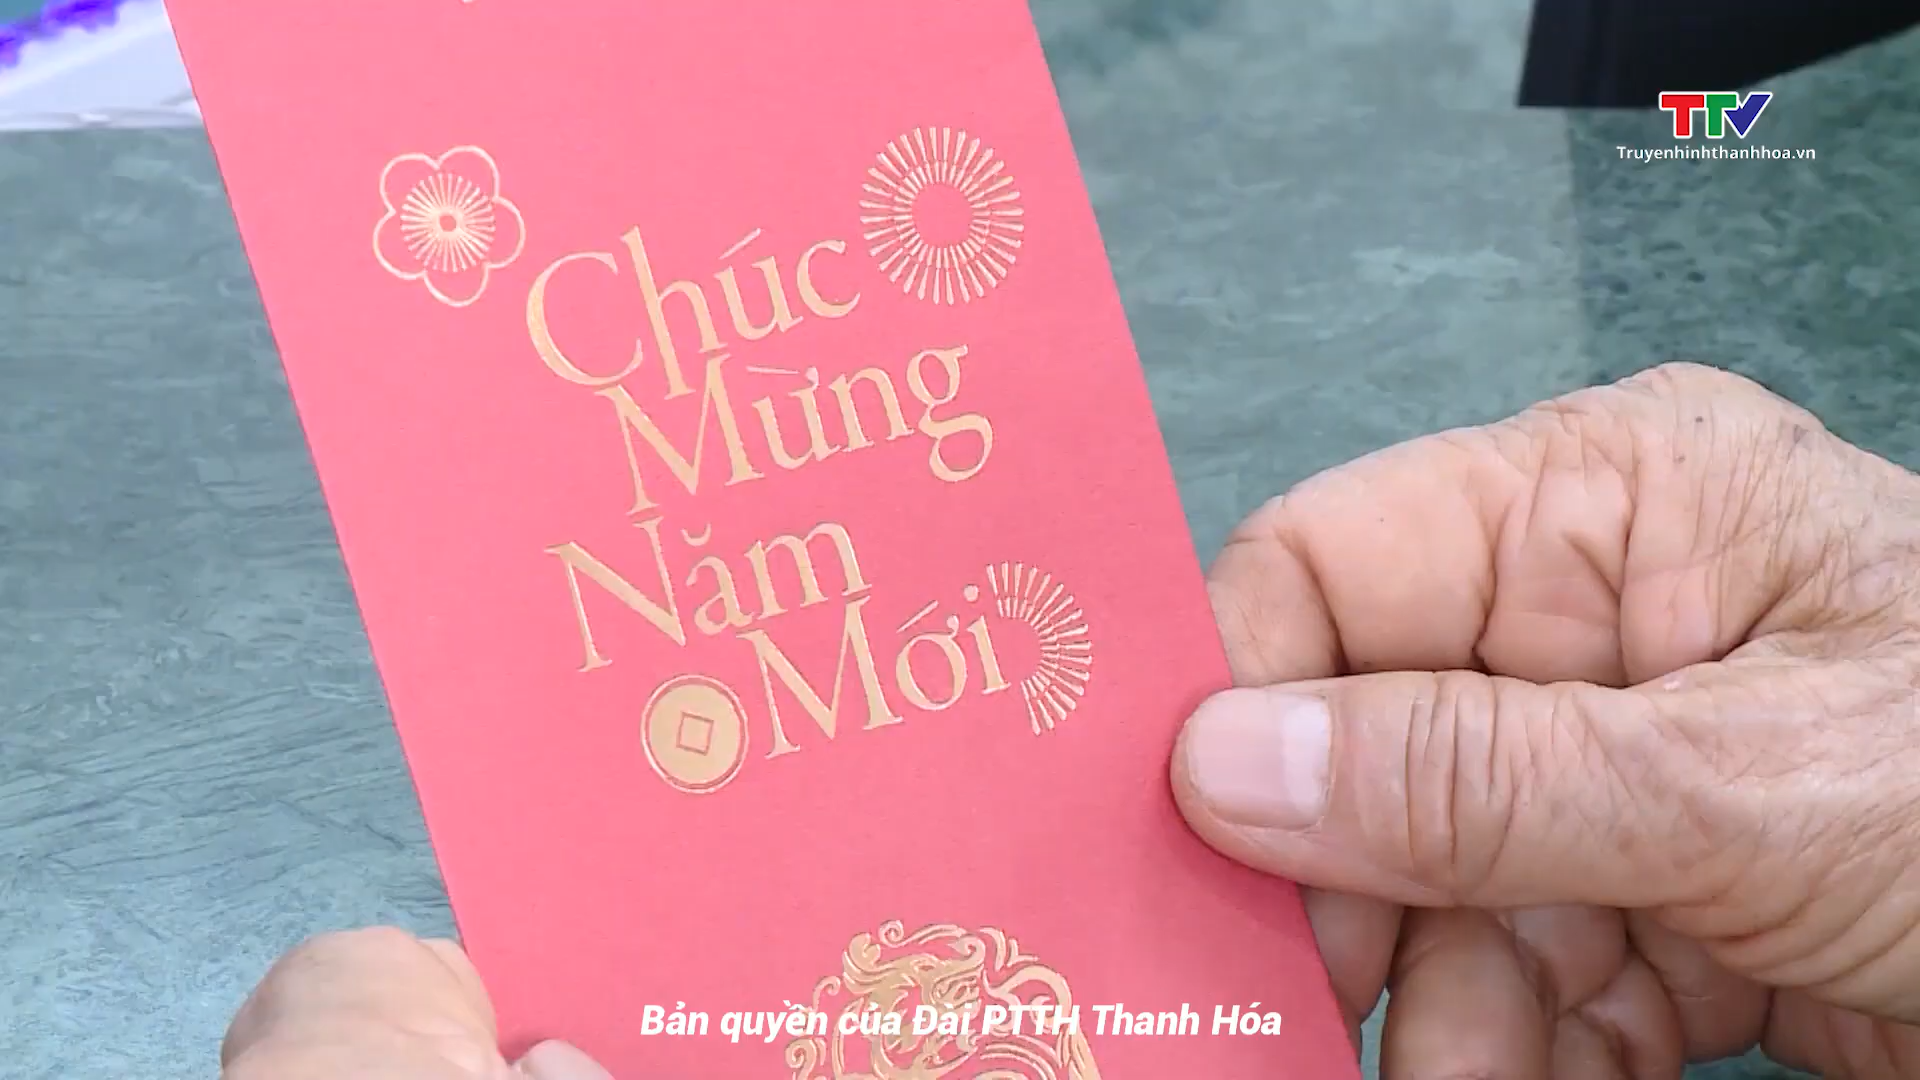 TTV
Truyenhinhthanhhoa.vn
Chúc
Mừng
Năm
Mới
Bản quyền của Đài PTTH Thanh Hóa